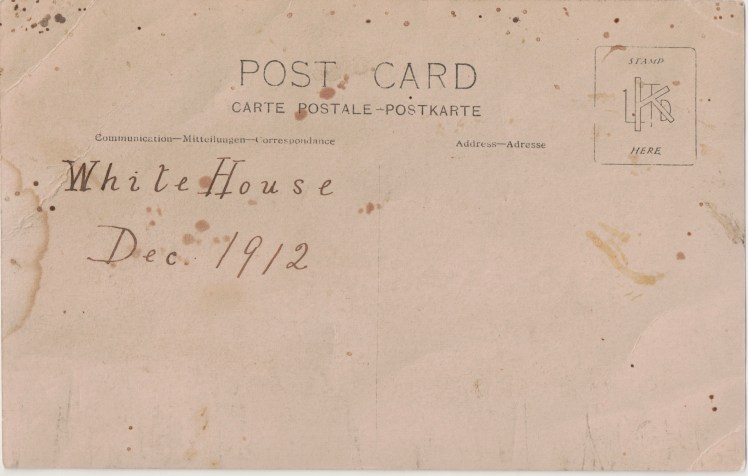 POST CARD
CARTE POSTALE—POSTKARTE
STAMP
HERE
Communication—Mitteilungen—Correspondance
Address—Adresse
White House
Dec. 1912